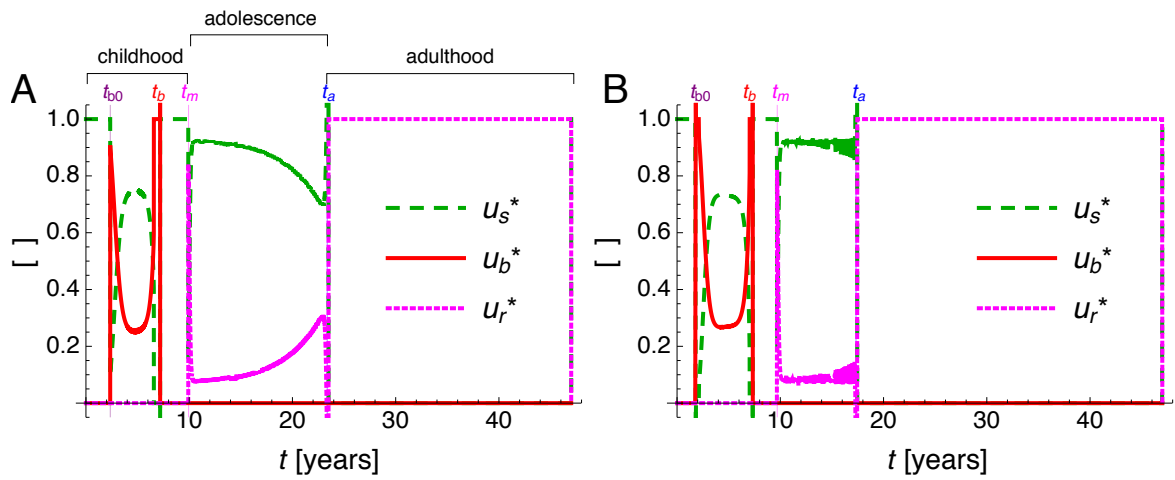 adolescence
childhood
adulthood
A
t_b0 t_b t_m t_a
1.0
0.8
0.6
0.4
0.2
[ ]
u_s*
u_b*
u_r*
10 20 30 40
t [years]
B
t_b0 t_b t_m t_a
1.0
0.8
0.6
0.4
0.2
[ ]
u_s*
u_b*
u_r*
10 20 30 40
t [years]